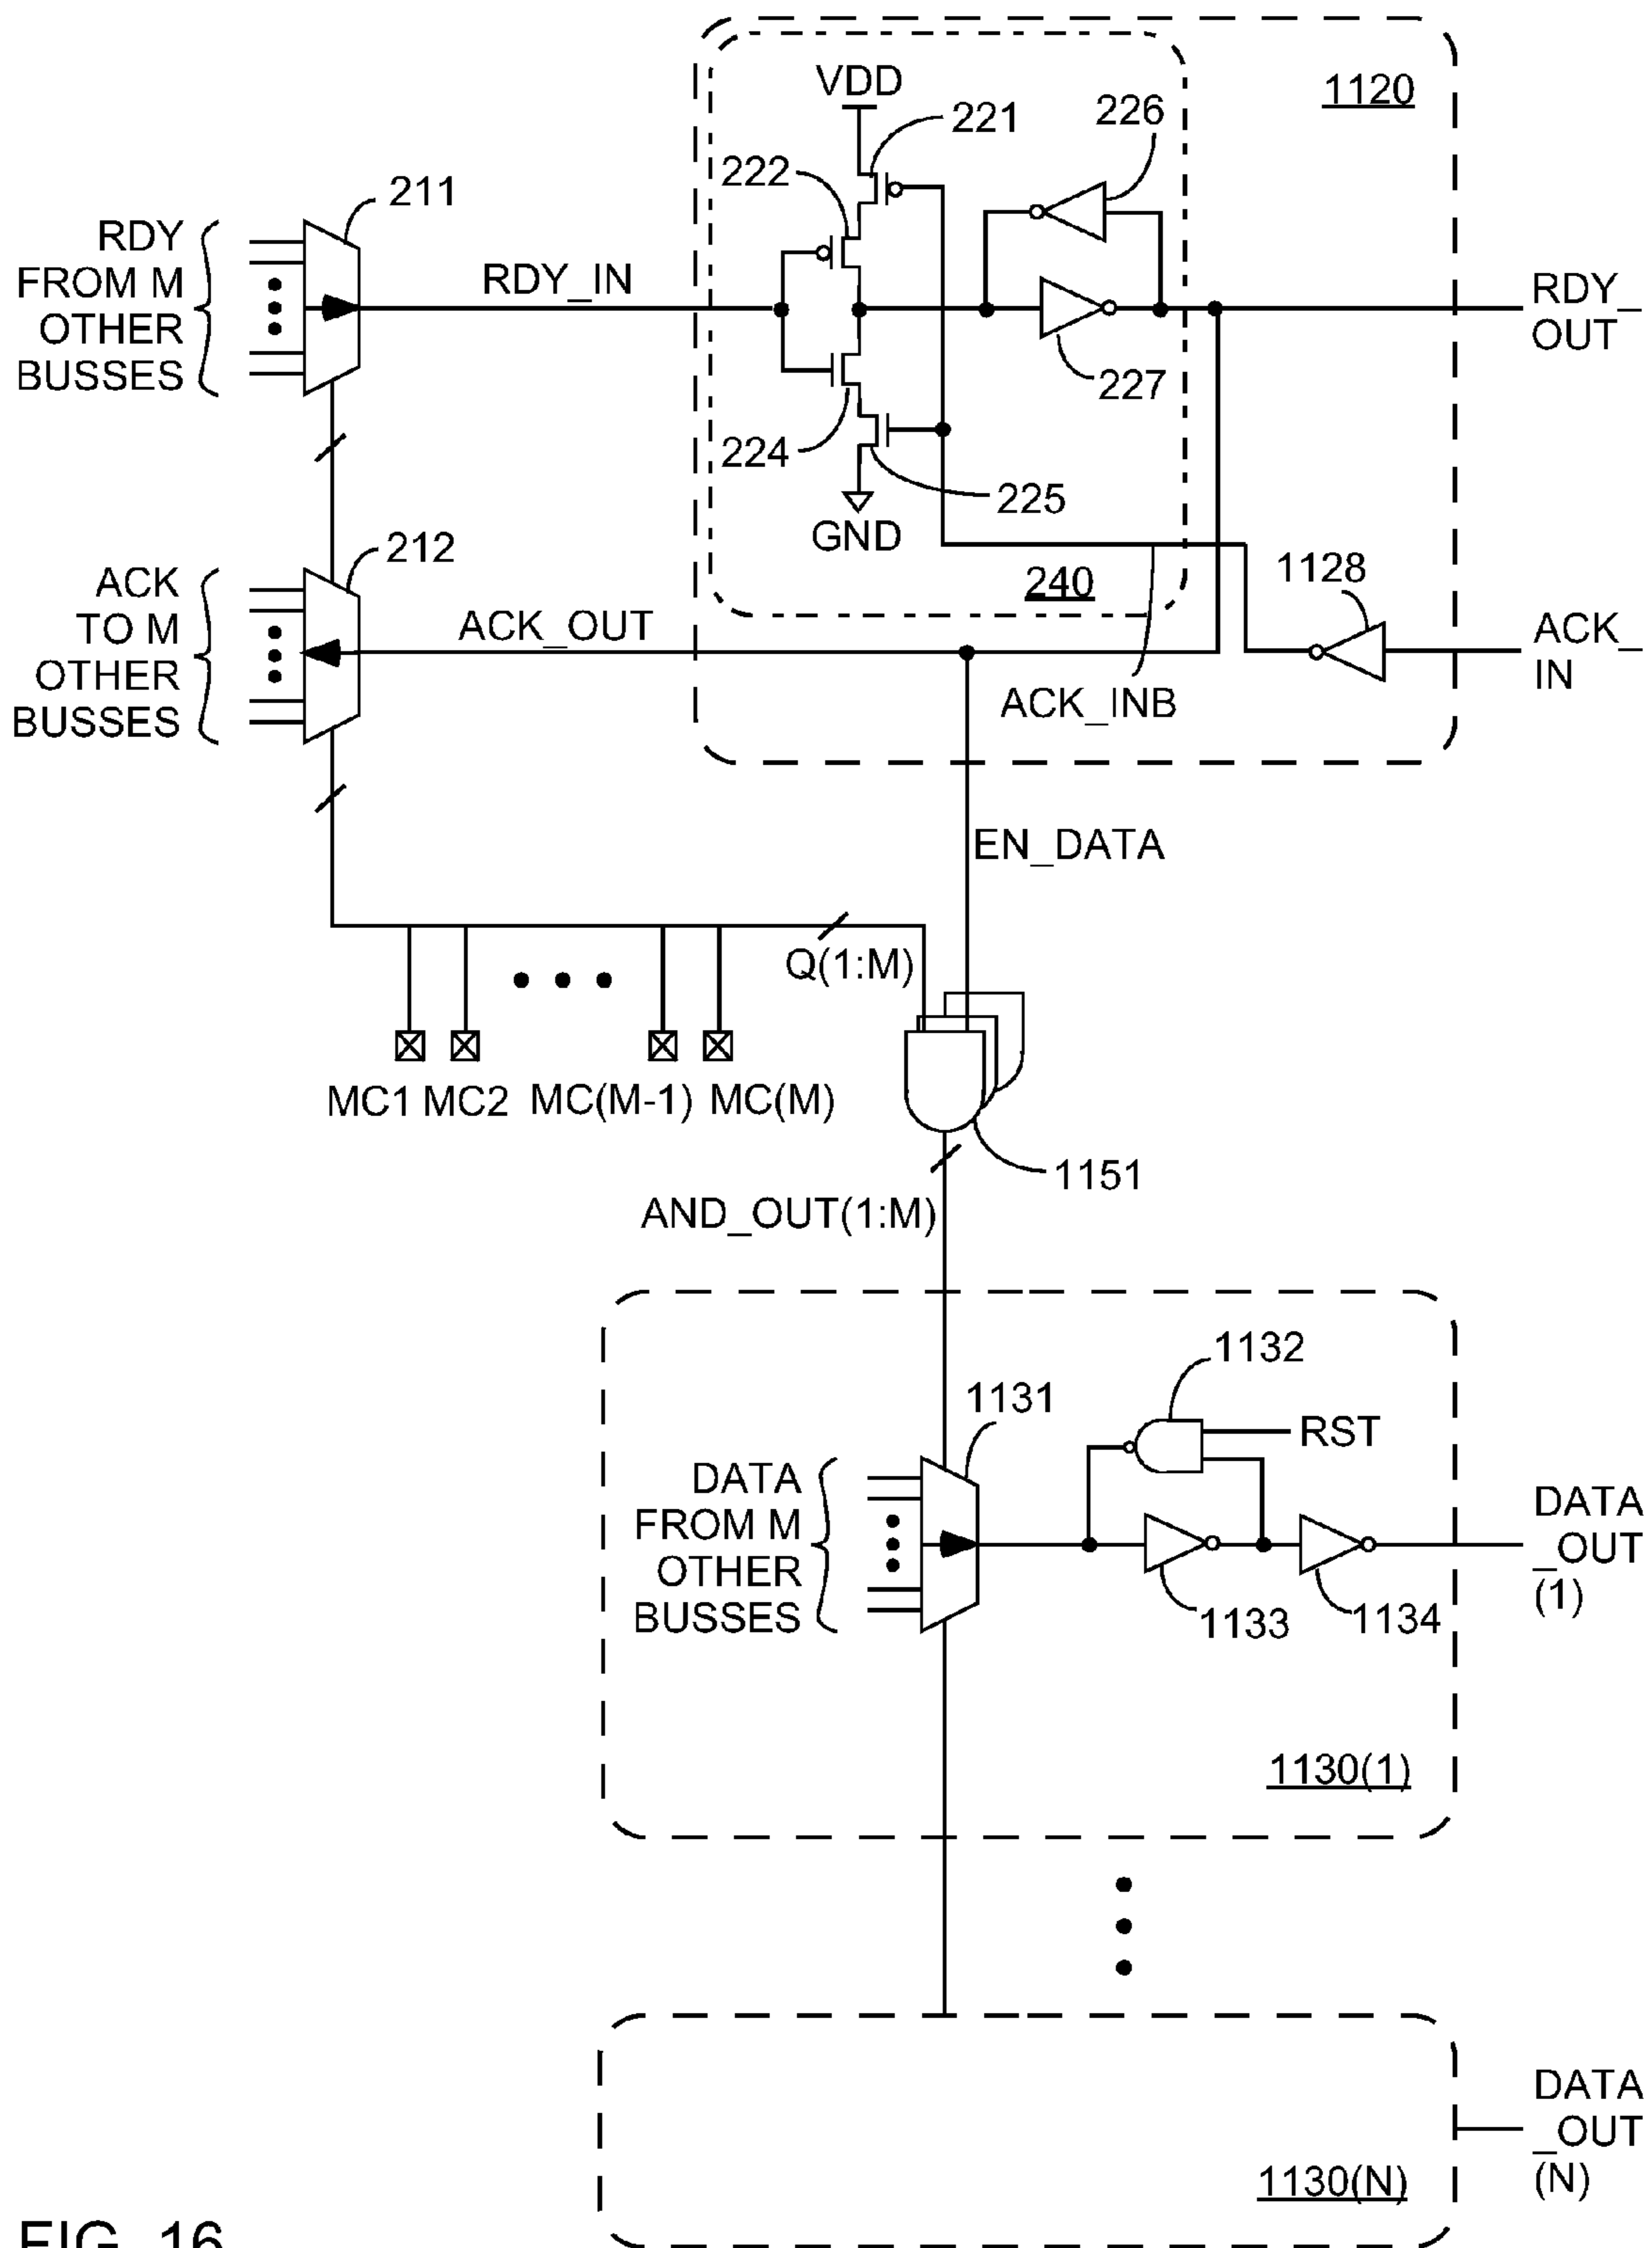 VDD
221
226
1120
222
211
RDY
FROM M
OTHER
BUSSES
RDY_IN
RDY_
OUT
227
224
225
GND
240
212
ACK
TO M
OTHER
BUSSES
ACK_OUT
1128
ACK_
IN
ACK_INB
EN_DATA
Q(1:M)
MC1 MC2 MC(M-1) MC(M)
1151
AND_OUT(1:M)
1132
1131
RST
DATA
FROM M
OTHER
BUSSES
DATA
_OUT
(1)
1133
1134
1130(1)
DATA
_OUT
(N)
1130(N)
FIG. 16